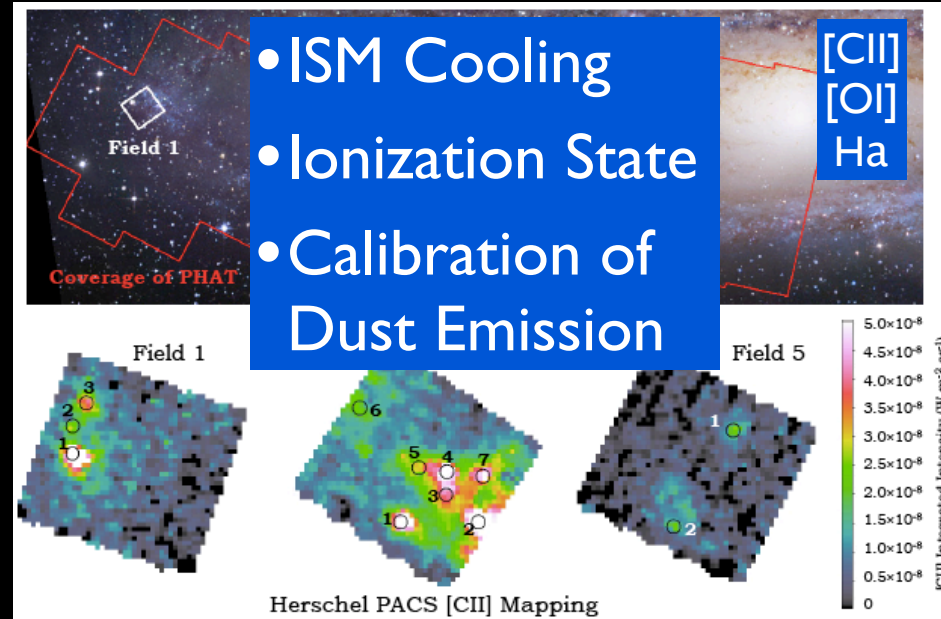 •ISM Cooling
•Ionization State
•Calibration of
Dust Emission
[CII]
[OI]
Ha
Field 1
Coverage of PHAT
Field 1
Field 5
3
2
1
6
5
4
7
3
1
2
1
2
5.0×10⁻⁸
4.5×10⁻⁸
4.0×10⁻⁸
3.5×10⁻⁸
3.0×10⁻⁸
2.5×10⁻⁸
2.0×10⁻⁸
1.5×10⁻⁸
1.0×10⁻⁸
0.5×10⁻⁸
0
[CII] Integrated Intensity
Herschel PACS [CII] Mapping